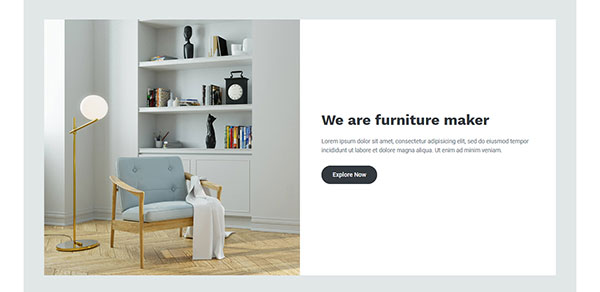 We are furniture maker
Lorem ipsum dolor sit amet, consectetur adipisicing elit, sed do eiusmod tempor
incididunt ut labore et dolore magna aliqua. Ut enim ad minim veniam.
Explore Now